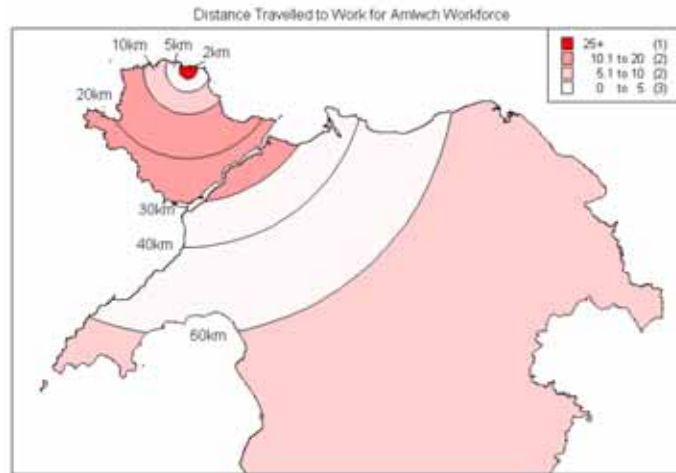 Distance Travelled to Work for Amlwch Workforce
10km
5km
2km
20km
30km
40km
60km
25+ (1)
10.1 to 20 (2)
5.1 to 10 (2)
0 to 5 (3)